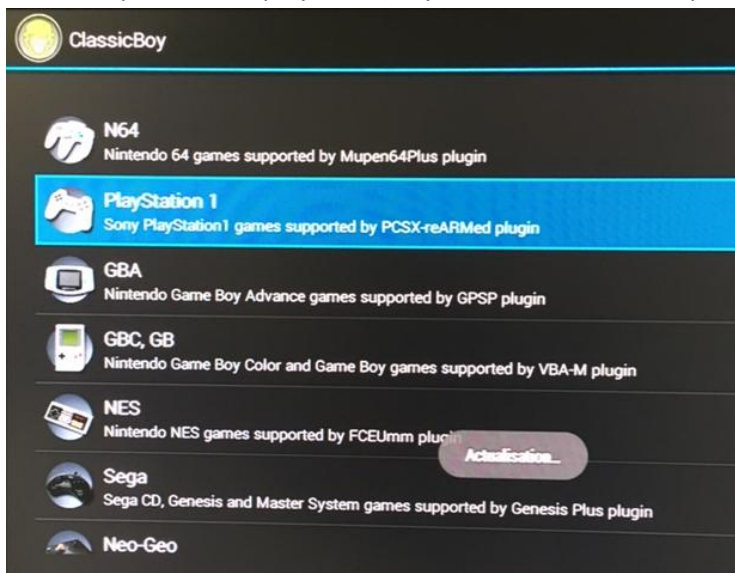 ClassicBoy
N64
Nintendo 64 games supported by Mupen64Plus plugin
PlayStation 1
Sony PlayStation1 games supported by PCSX-reARMed plugin
GBA
Nintendo Game Boy Advance games supported by GPSP plugin
GBC, GB
Nintendo Game Boy Color and Game Boy games supported by VBA-M plugin
NES
Nintendo NES games supported by FCEUmm plugin
Actualisation...
Sega
Sega CD, Genesis and Master System games supported by Genesis Plus plugin
Neo-Geo